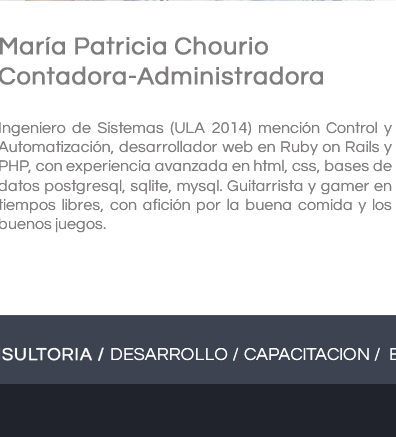 María Patricia Chourio
Contadora-Administradora
Ingeniero de Sistemas (ULA 2014) mención Control y
Automatización, desarrollador web en Ruby on Rails y
PHP, con experiencia avanzada en html, css, bases de
datos postgresql, sqlite, mysql. Guitarrista y gamer en
tiempos libres, con afición por la buena comida y los
buenos juegos.
SULTORIA / DESARROLLO / CAPACITACION / E